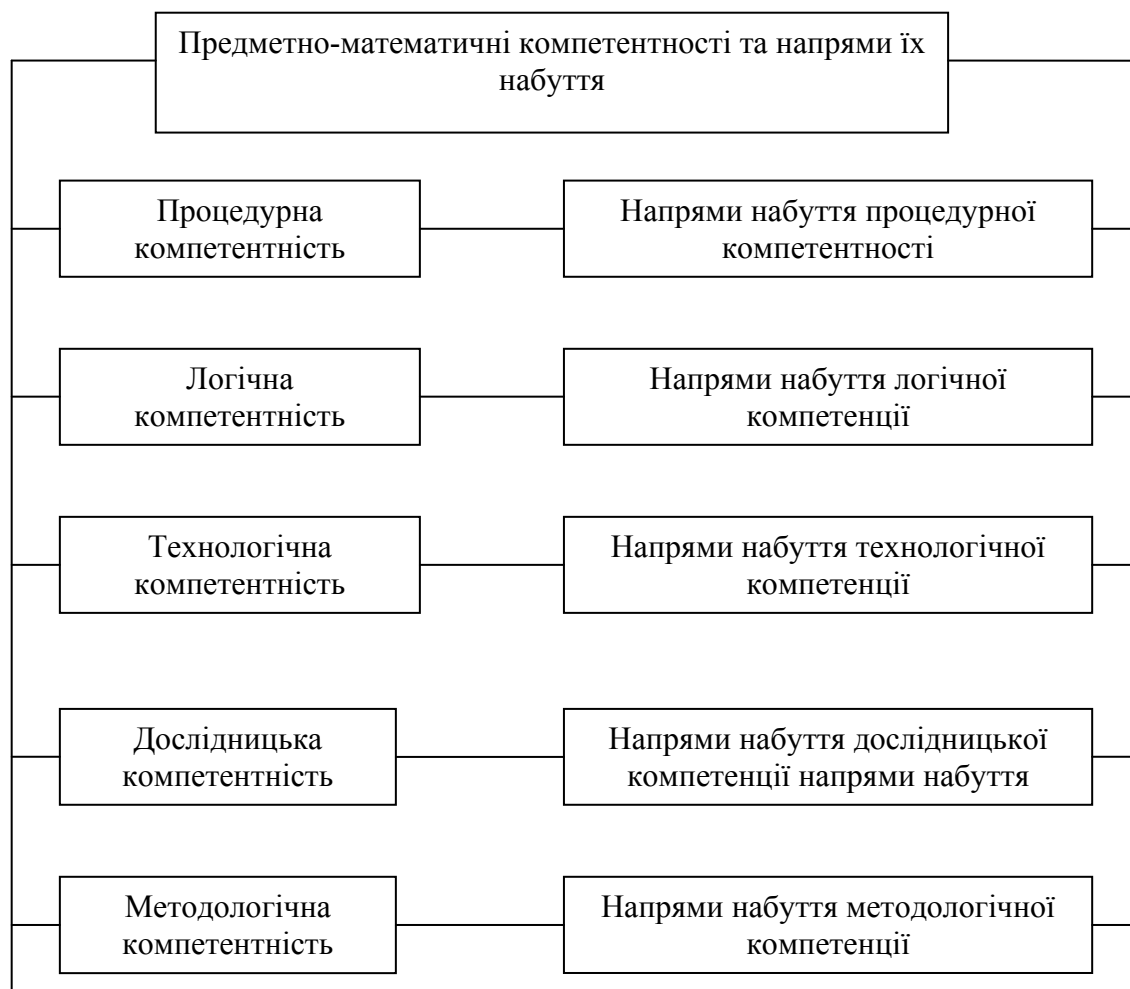 Предметно-математичні компетентності та напрями їх
набуття
Процедурна
компетентність
Напрями набуття процедурної
компетентності
Логічна
компетентність
Напрями набуття логічної
компетенції
Технологічна
компетентність
Напрями набуття технологічної
компетенції
Дослідницька
компетентність
Напрями набуття дослідницької
компетенції напрями набуття
Методологічна
компетентність
Напрями набуття методологічної
компетенції